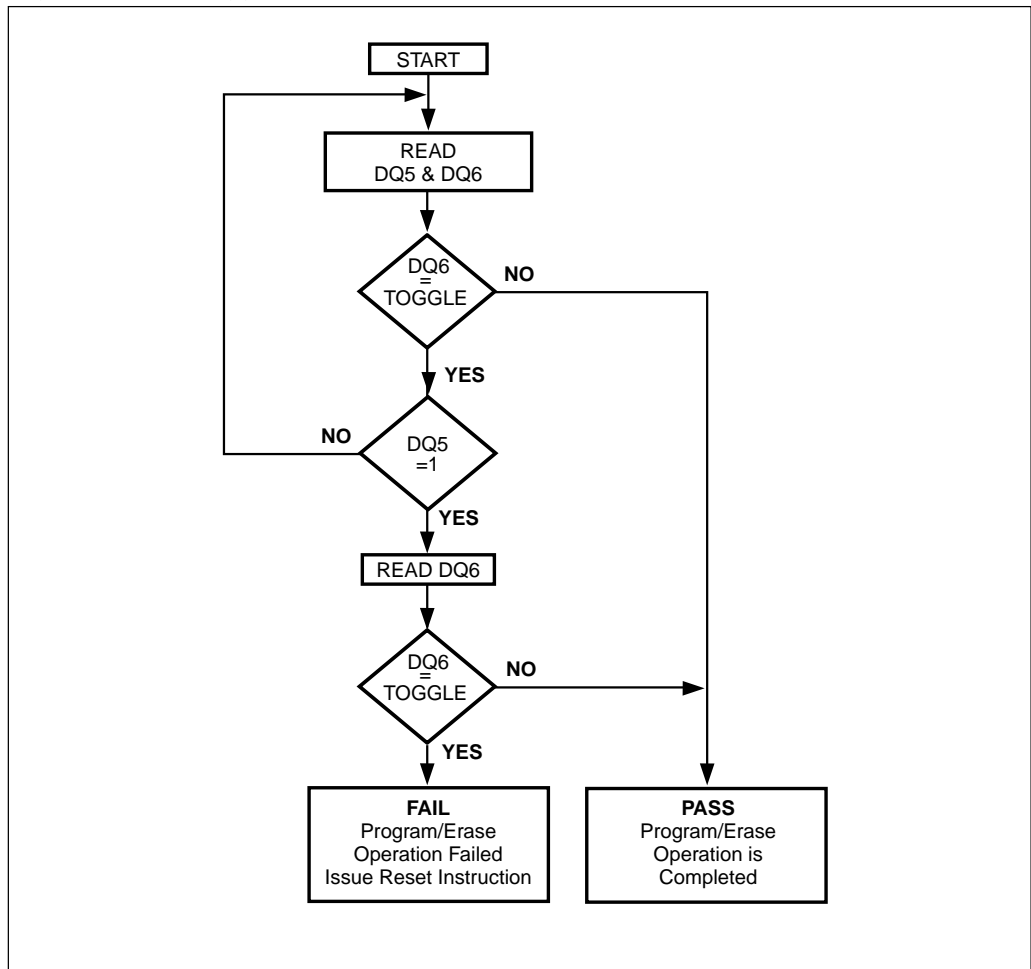 START
READ
DQ5 & DQ6
DQ6
=
TOGGLE
NO
YES
NO
DQ5
=1
YES
READ DQ6
DQ6
=
TOGGLE
NO
YES
FAIL
Program/Erase
Operation Failed
Issue Reset Instruction
PASS
Program/Erase
Operation is
Completed